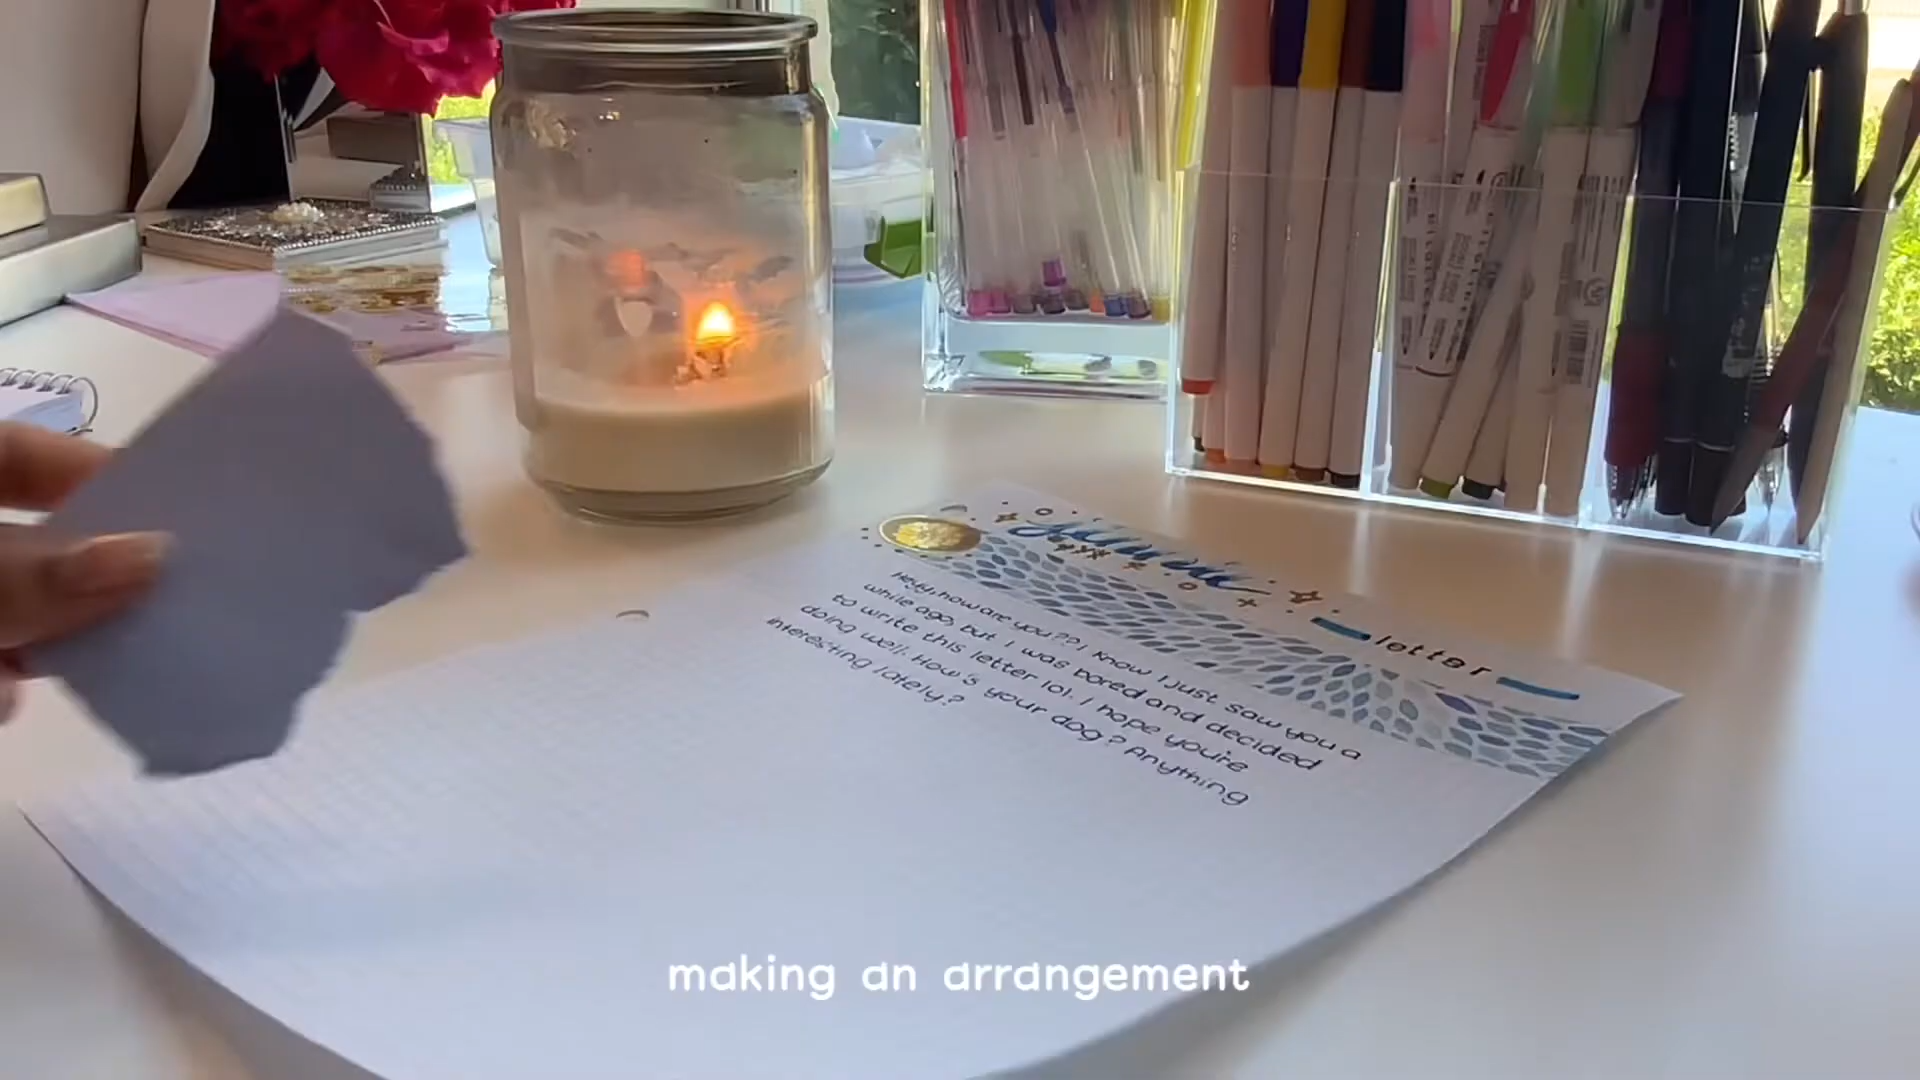 letter
Heyy, how are you?? I know I just saw you a
while ago, but I was bored and decided
to write this letter lol. I hope you're
doing well. How's your dog? Anything
interesting lately?
making an arrangement